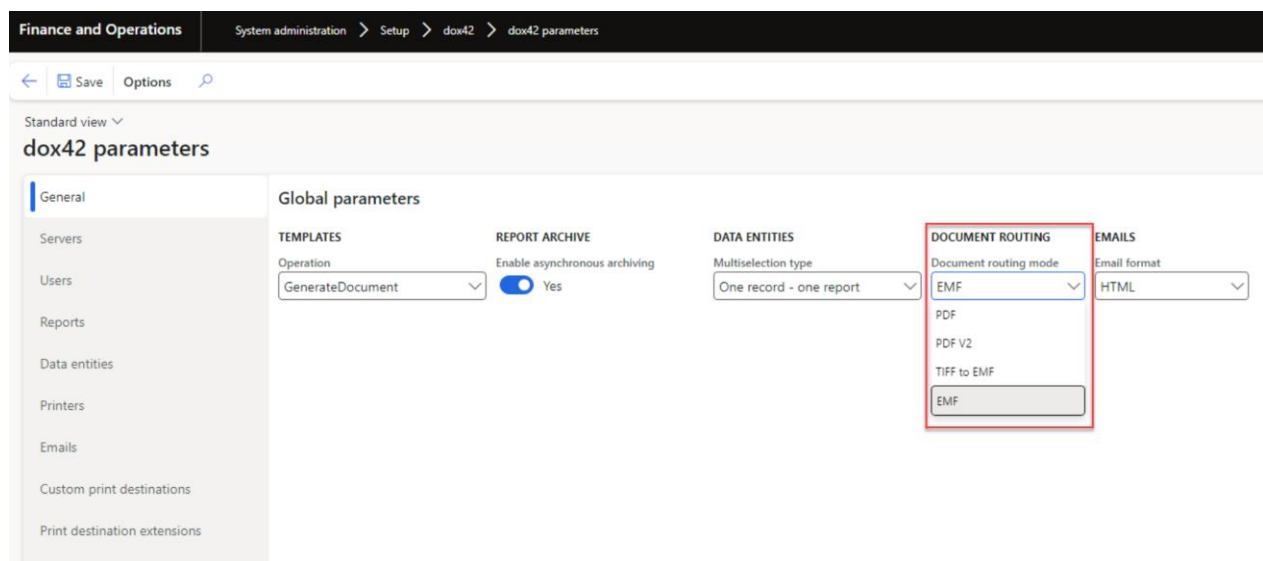 Finance and Operations
System administration > Setup > dox42 > dox42 parameters
Save Options
Standard view
dox42 parameters
General
Servers
Users
Reports
Data entities
Printers
Emails
Custom print destinations
Print destination extensions
Global parameters
TEMPLATES
Operation
GenerateDocument
REPORT ARCHIVE
Enable asynchronous archiving
Yes
DATA ENTITIES
Multiselection type
One record - one report
DOCUMENT ROUTING
Document routing mode
EMF
PDF
PDF V2
TIFF to EMF
EMF
EMAILS
Email format
HTML